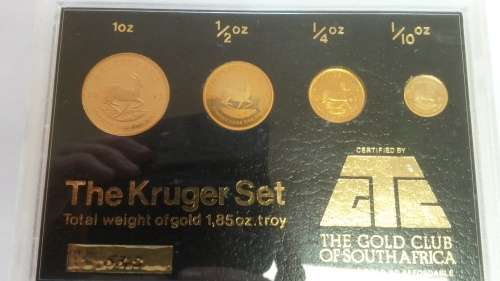 1oz 1/2oz 1/4oz 1/10oz
CERTIFIED BY
The Kruger Set
Total weight of gold 1,85oz.troy
THE GOLD CLUB
OF SOUTH AFRICA